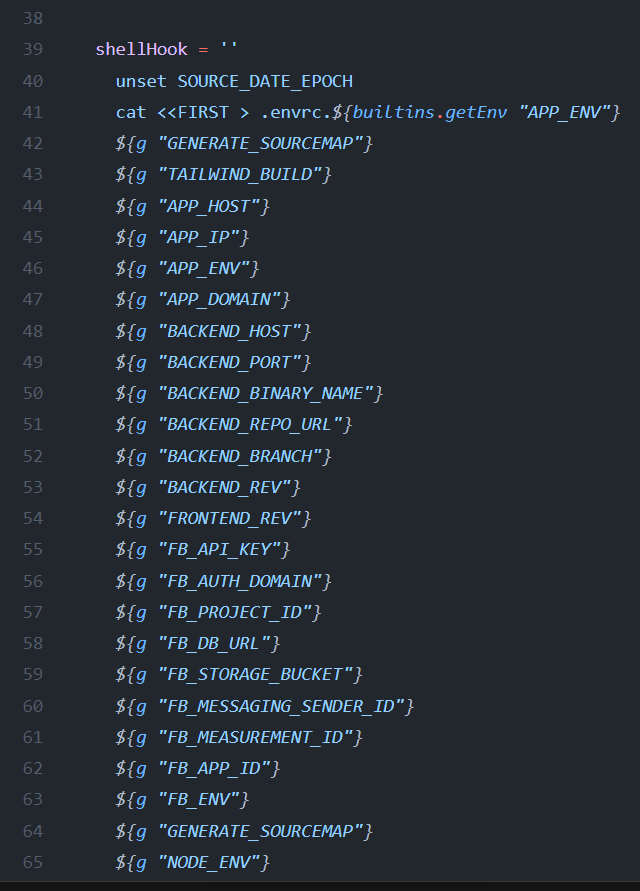 38
39 shellHook = ''
40 unset SOURCE_DATE_EPOCH
41 cat <<FIRST > .envrc.${builtins.getEnv "APP_ENV"}
42 ${g "GENERATE_SOURCEMAP"}
43 ${g "TAILWIND_BUILD"}
44 ${g "APP_HOST"}
45 ${g "APP_IP"}
46 ${g "APP_ENV"}
47 ${g "APP_DOMAIN"}
48 ${g "BACKEND_HOST"}
49 ${g "BACKEND_PORT"}
50 ${g "BACKEND_BINARY_NAME"}
51 ${g "BACKEND_REPO_URL"}
52 ${g "BACKEND_BRANCH"}
53 ${g "BACKEND_REV"}
54 ${g "FRONTEND_REV"}
55 ${g "FB_API_KEY"}
56 ${g "FB_AUTH_DOMAIN"}
57 ${g "FB_PROJECT_ID"}
58 ${g "FB_DB_URL"}
59 ${g "FB_STORAGE_BUCKET"}
60 ${g "FB_MESSAGING_SENDER_ID"}
61 ${g "FB_MEASUREMENT_ID"}
62 ${g "FB_APP_ID"}
63 ${g "FB_ENV"}
64 ${g "GENERATE_SOURCEMAP"}
65 ${g "NODE_ENV"}